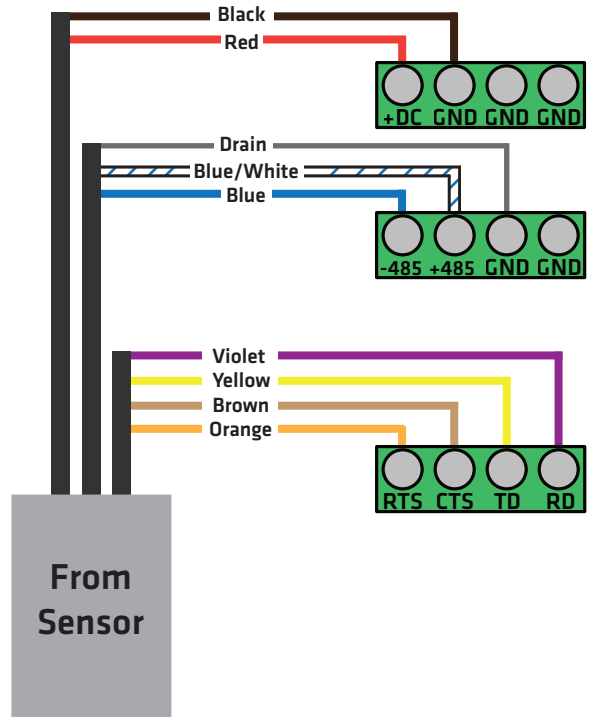 Black
Red
+DC GND GND GND
Drain
Blue/White
Blue
-485 +485 GND GND
Violet
Yellow
Brown
Orange
RTS CTS TD RD
From
Sensor